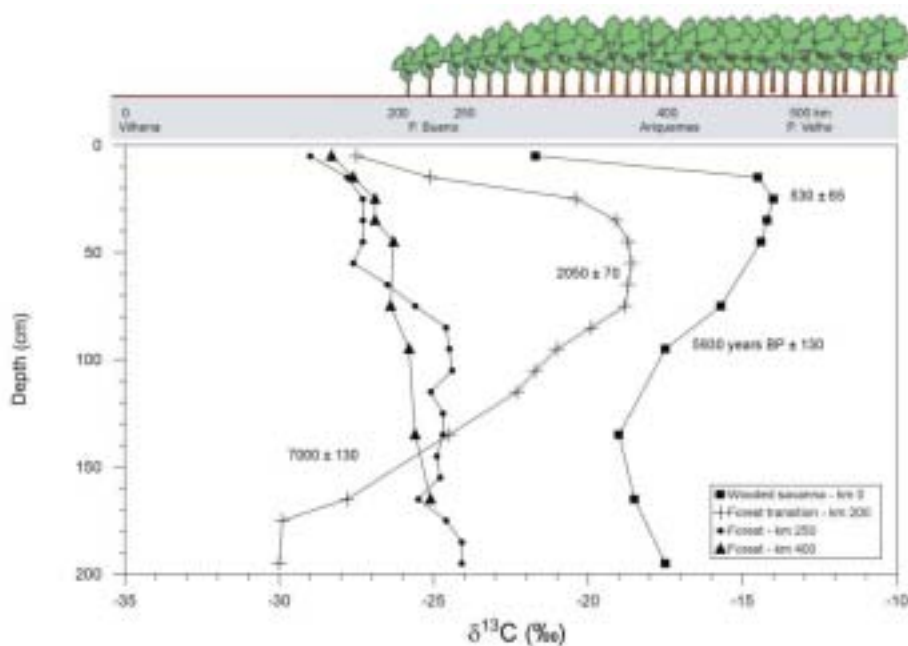 0 200 250 400 500 km
Vilhena P. Bueno Ariquemes P. Velho
0
50
100
150
200
Depth (cm)
530 ± 65
2050 ± 70
years BP ± 130
7000 ± 130
Wooded savanna - km 0
Forest transition - km 200
Forest - km 250
Forest - km 400
-35 -30 -25 -20 -15 -10
δ¹³C (‰)